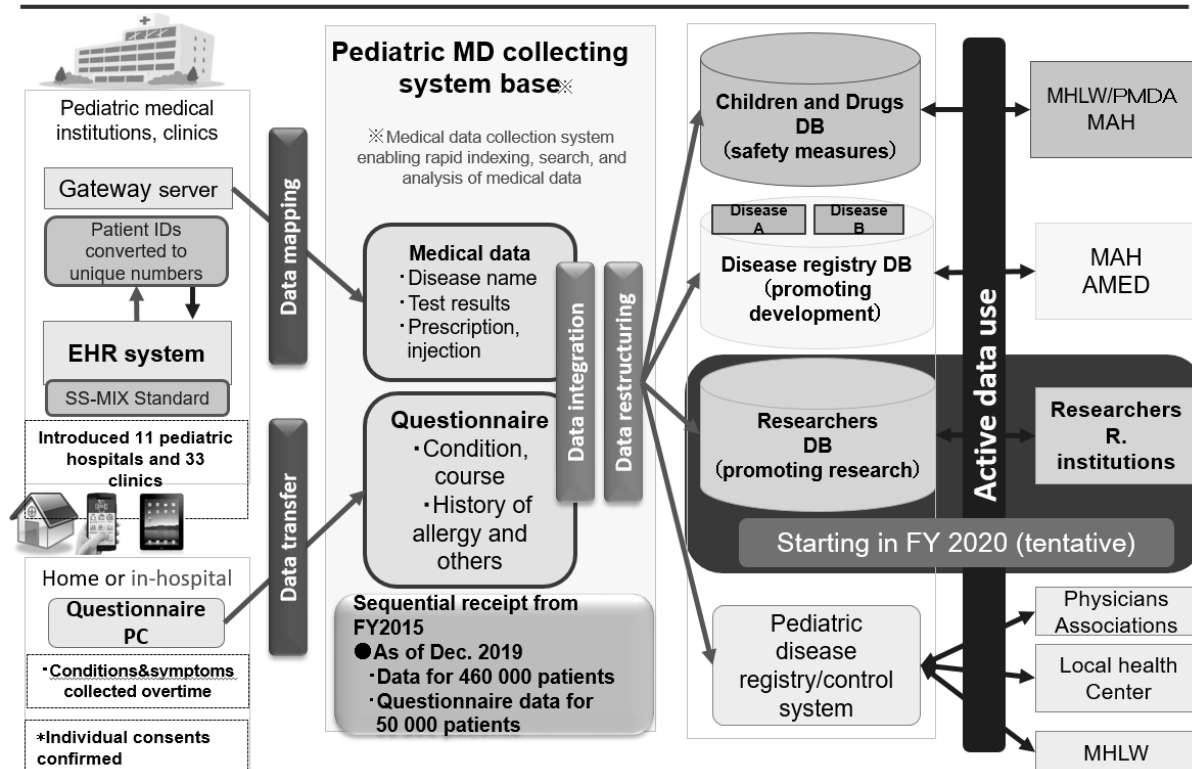 Pediatric medical
institutions, clinics
Gateway server
Patient IDs
converted to
unique numbers
EHR system
SS-MIX Standard
Introduced 11 pediatric
hospitals and 33
clinics
Home or in-hospital
Questionnaire
PC
・Conditions&symptoms
collected overtime
*Individual consents
confirmed
Data mapping
Data transfer
Pediatric MD collecting
system base※
※Medical data collection system
enabling rapid indexing, search, and
analysis of medical data
Medical data
・Disease name
・Test results
・Prescription,
injection
Questionnaire
・Condition,
course
・History of
allergy and
others
Sequential receipt from
FY2015
●As of Dec. 2019
・Data for 460 000 patients
・Questionnaire data for
50 000 patients
Data integration
Data restructuring
Children and Drugs
DB
(safety measures)
Disease
A
Disease
B
Disease registry DB
(promoting
development)
Researchers
DB
(promoting research)
Starting in FY 2020 (tentative)
Pediatric
disease
registry/control
system
Active data use
MHLW/PMDA
MAH
MAH
AMED
Researchers
R.
institutions
Physicians
Associations
Local health
Center
MHLW